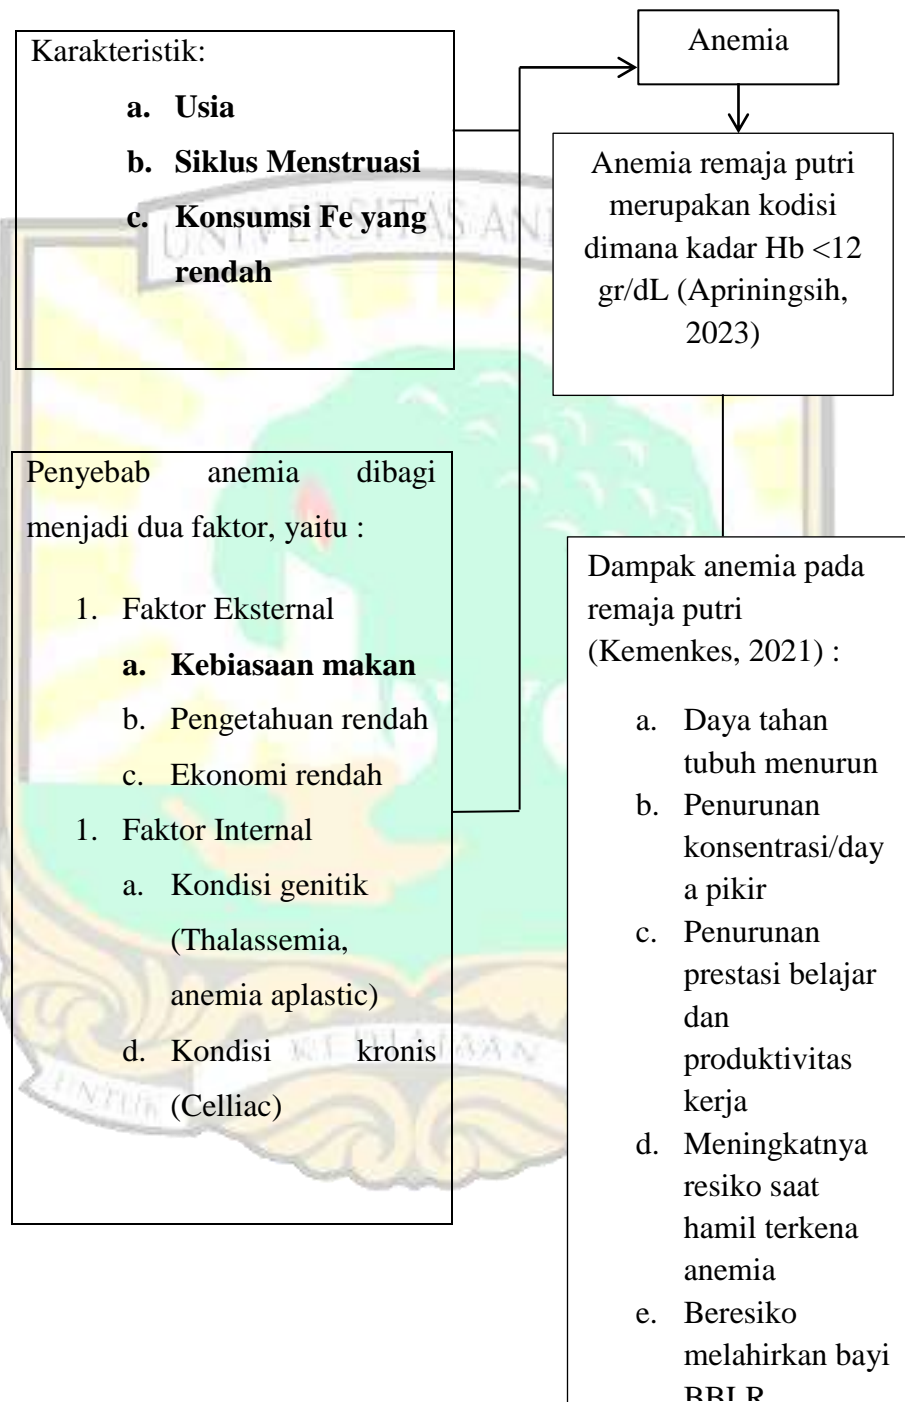 Karakteristik:
a. Usia
b. Siklus Menstruasi
c. Konsumsi Fe yang
rendah
Anemia
Anemia remaja putri
merupakan kodisi
dimana kadar Hb <12
gr/dL (Apriningsih,
2023)
Penyebab anemia dibagi
menjadi dua faktor, yaitu :
1. Faktor Eksternal
a. Kebiasaan makan
b. Pengetahuan rendah
c. Ekonomi rendah
1. Faktor Internal
a. Kondisi genitik
(Thalassemia,
anemia aplastic)
d. Kondisi kronis
(Celliac)
Dampak anemia pada
remaja putri
(Kemenkes, 2021) :
a. Daya tahan
tubuh menurun
b. Penurunan
konsentrasi/day
a pikir
c. Penurunan
prestasi belajar
dan
produktivitas
kerja
d. Meningkatnya
resiko saat
hamil terkena
anemia
e. Beresiko
melahirkan bayi
BBLR
UNIVERSITAS AN
UNTUK